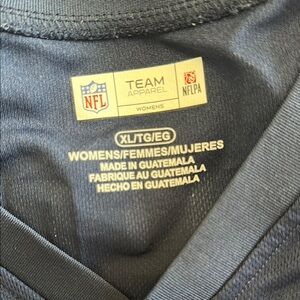 NFL
TEAM
APPAREL
WOMENS
NFLPA
XL/TG/EG
WOMENS/FEMMES/MUJERES
MADE IN GUATEMALA
FABRIQUE AU GUATEMALA
HECHO EN GUATEMALA